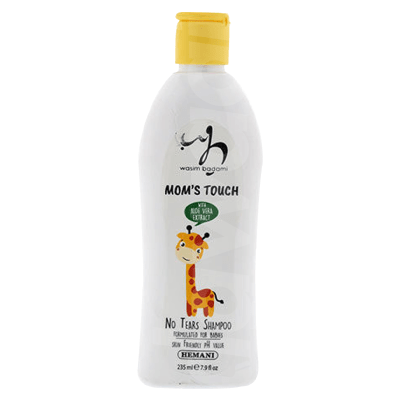 wasim badami
MOM'S TOUCH
WITH
ALOE VERA
EXTRACT
NO TEARS SHAMPOO
FORMULATED FOR BABIES
SKIN FRIENDLY pH VALUE
HEMANI
235 ml e 7.9 fl oz